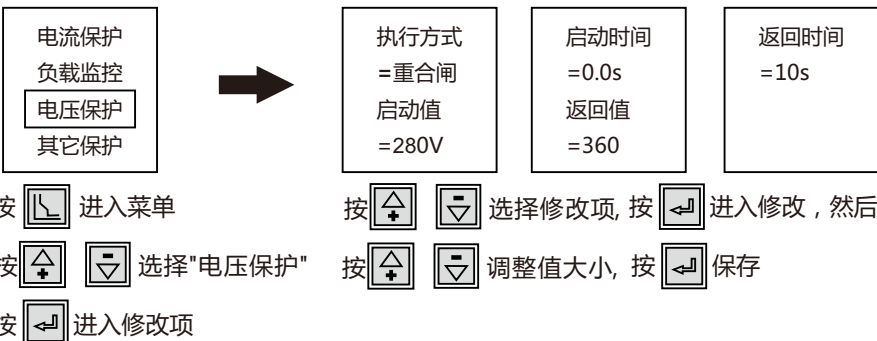 电流保护
负载监控
电压保护
其它保护
执行方式
=重合闸
启动值
=280V
启动时间
=0.0s
返回值
=360
返回时间
=10s
按 进入菜单
按 选择"电压保护"
按 进入修改项
按 选择修改项, 按 进入修改，然后
按 调整值大小, 按 保存